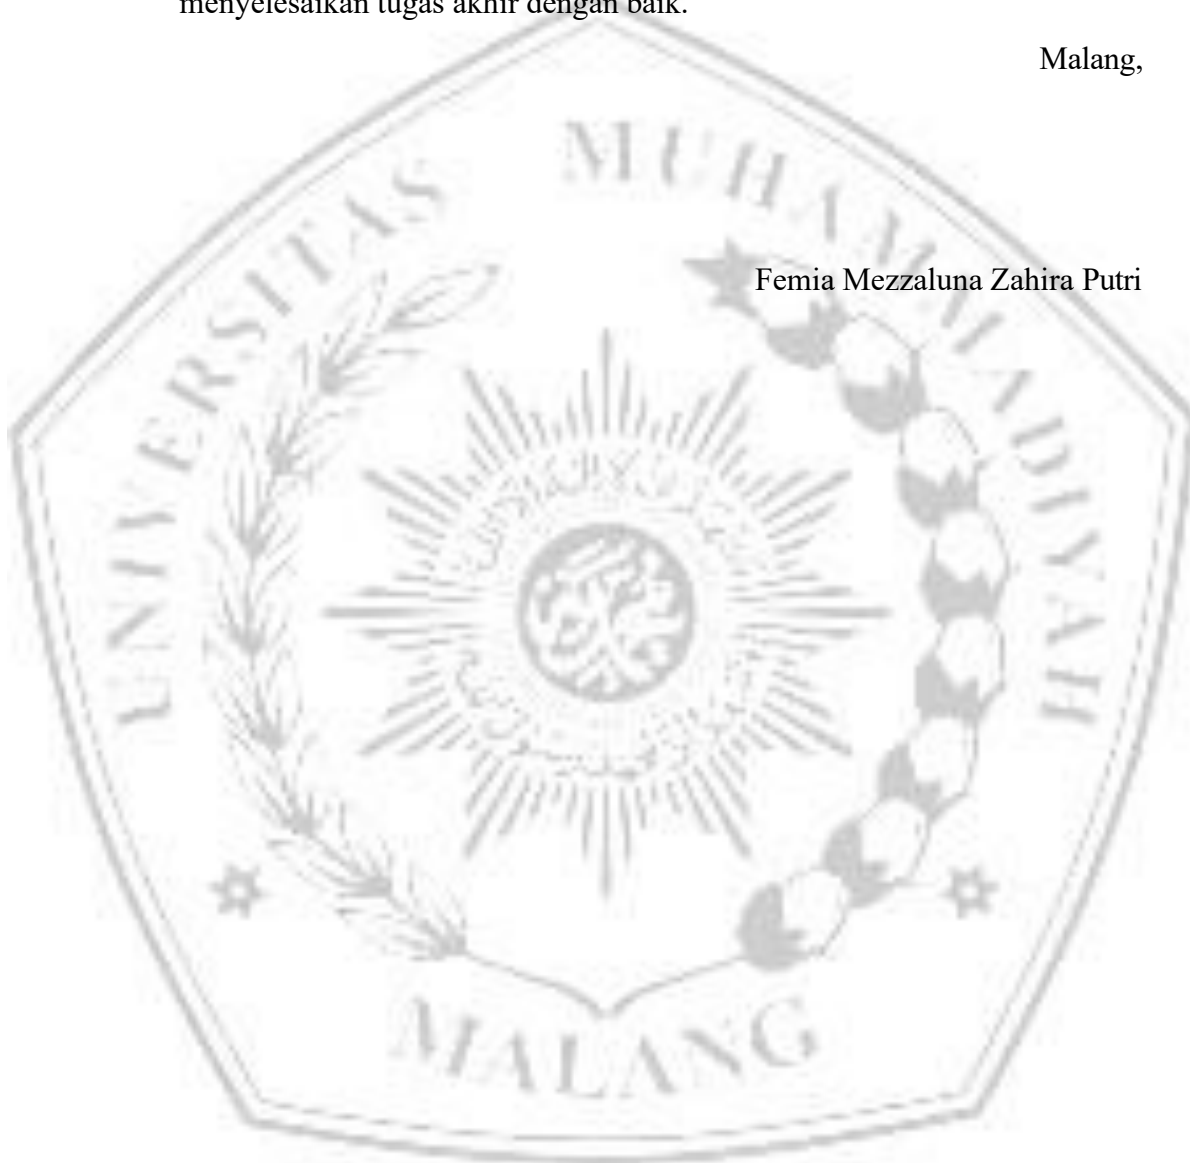 menyelesaikan tugas akhir dengan baik.
Malang,
UNIVERSITAS MUHAMMADIYAH
Femia Mezzaluna Zahira Putri
MALANG